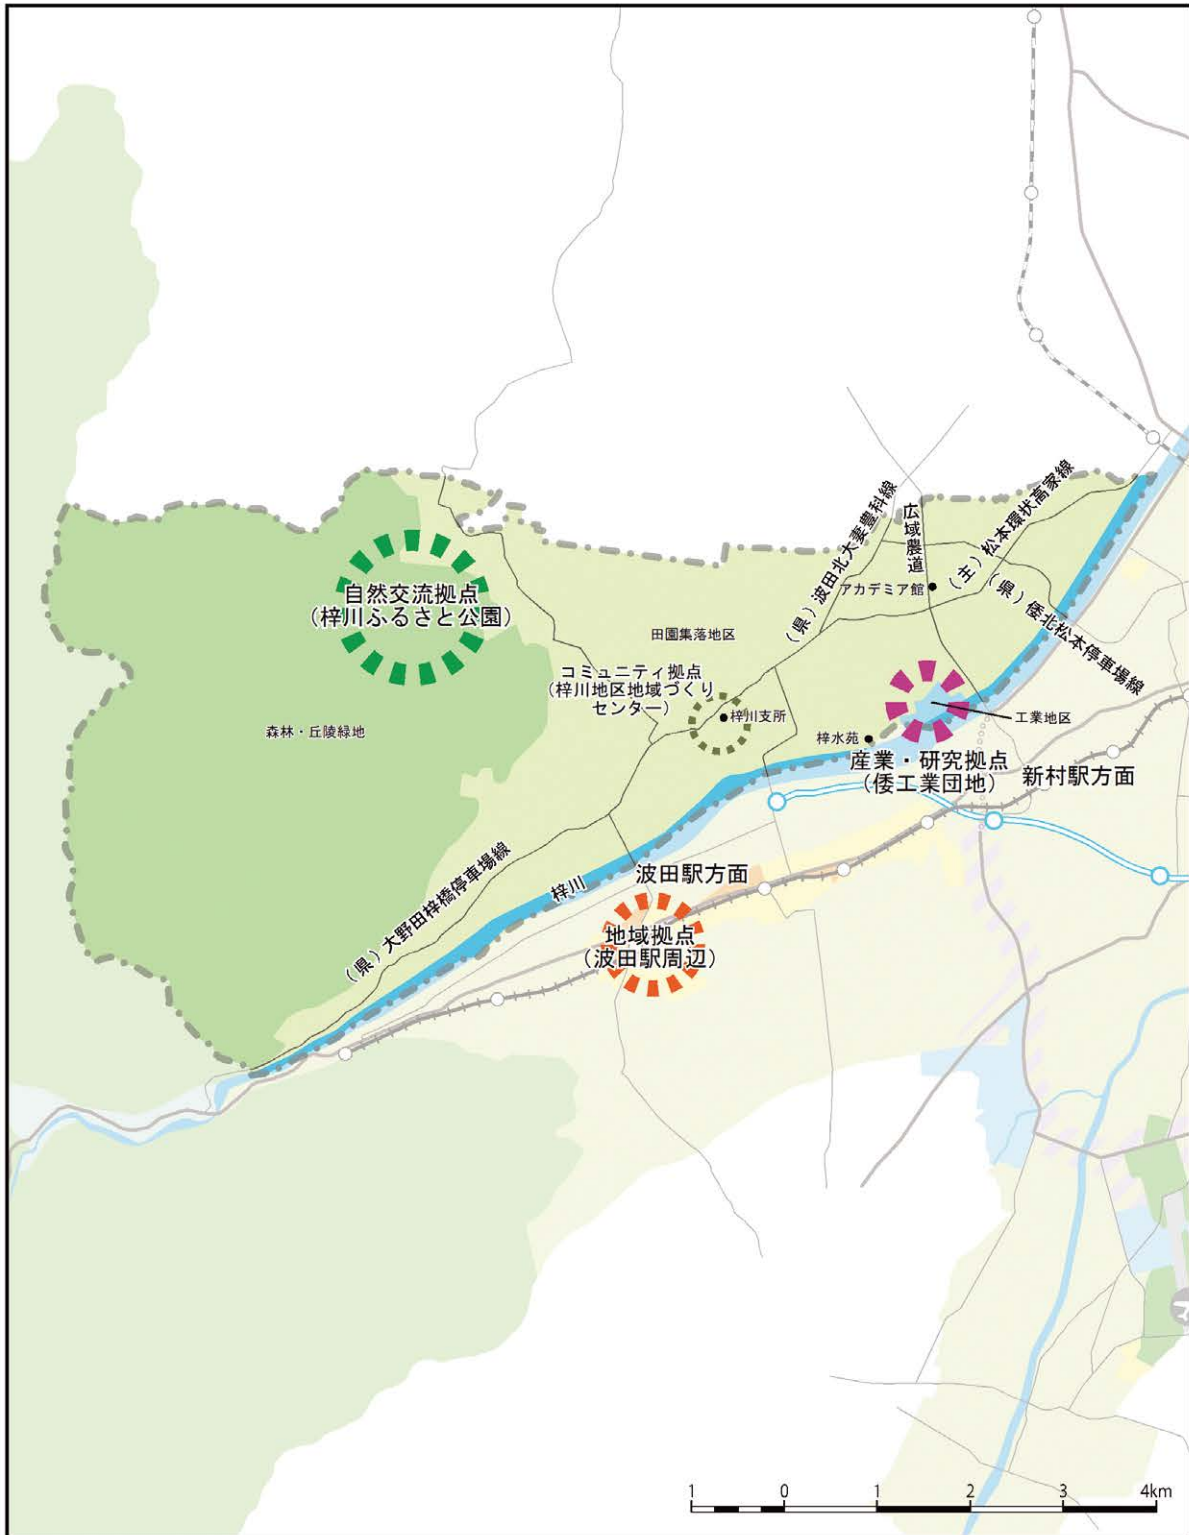 (県)波田北大妻豊科線
広域農道
(主)松本環状高家線
(県)倭北松本停車場線
アカデミア館
自然交流拠点
(梓川ふるさと公園)
田園集落地区
コミュニティ拠点
(梓川地区地域づくり
センター)
梓川支所
工業地区
森林・丘陵緑地
梓水苑
産業・研究拠点
(倭工業団地)
新村駅方面
(県)大野田梓橋停車場線
梓川
波田駅方面
地域拠点
(波田駅周辺)
1 0 1 2 3 4km